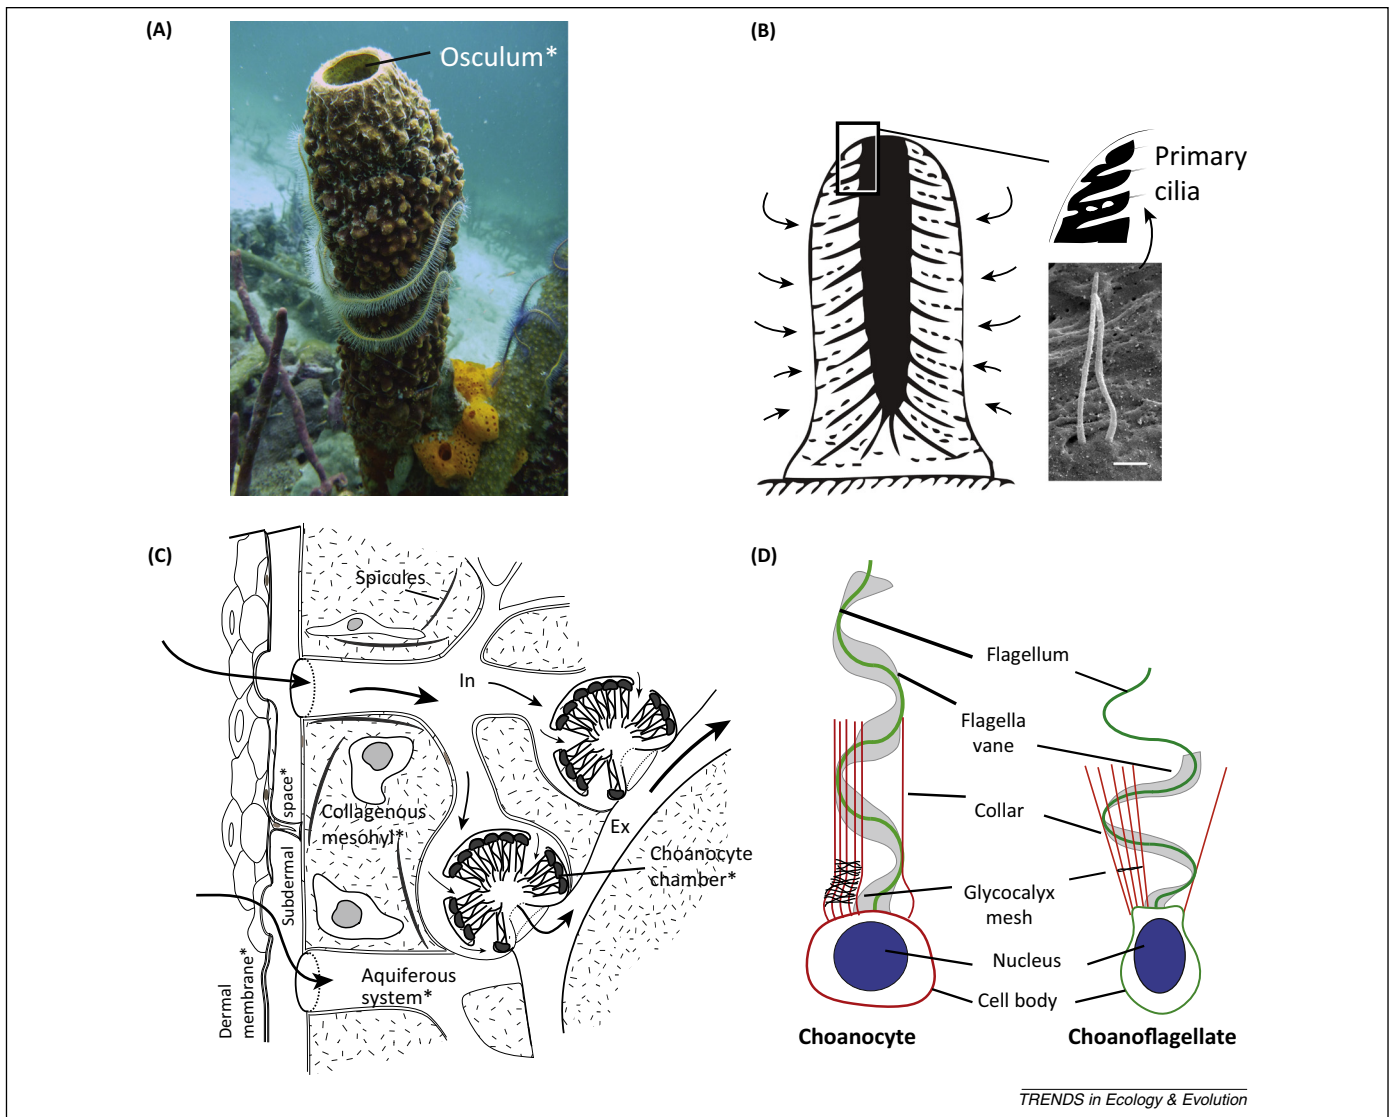 (A)
Osculum*
(B)
Primary
cilia
(C)
Spicules
In
Collagenous
mesohyl*
Subdermal
space*
Ex
Choanocyte
chamber*
Aquiferous
system*
Dermal
membrane*
(D)
Flagellum
Flagella
vane
Collar
Glycocalyx
mesh
Nucleus
Cell body
Choanocyte
Choanoflagellate
TRENDS in Ecology & Evolution